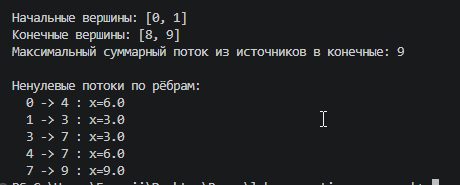 Начальные вершины: [0, 1]
Конечные вершины: [8, 9]
Максимальный суммарный поток из источников в конечные: 9
Ненулевые потоки по рёбрам:
0 -> 4 : x=6.0
1 -> 3 : x=3.0
3 -> 7 : x=3.0
4 -> 7 : x=6.0
7 -> 9 : x=9.0